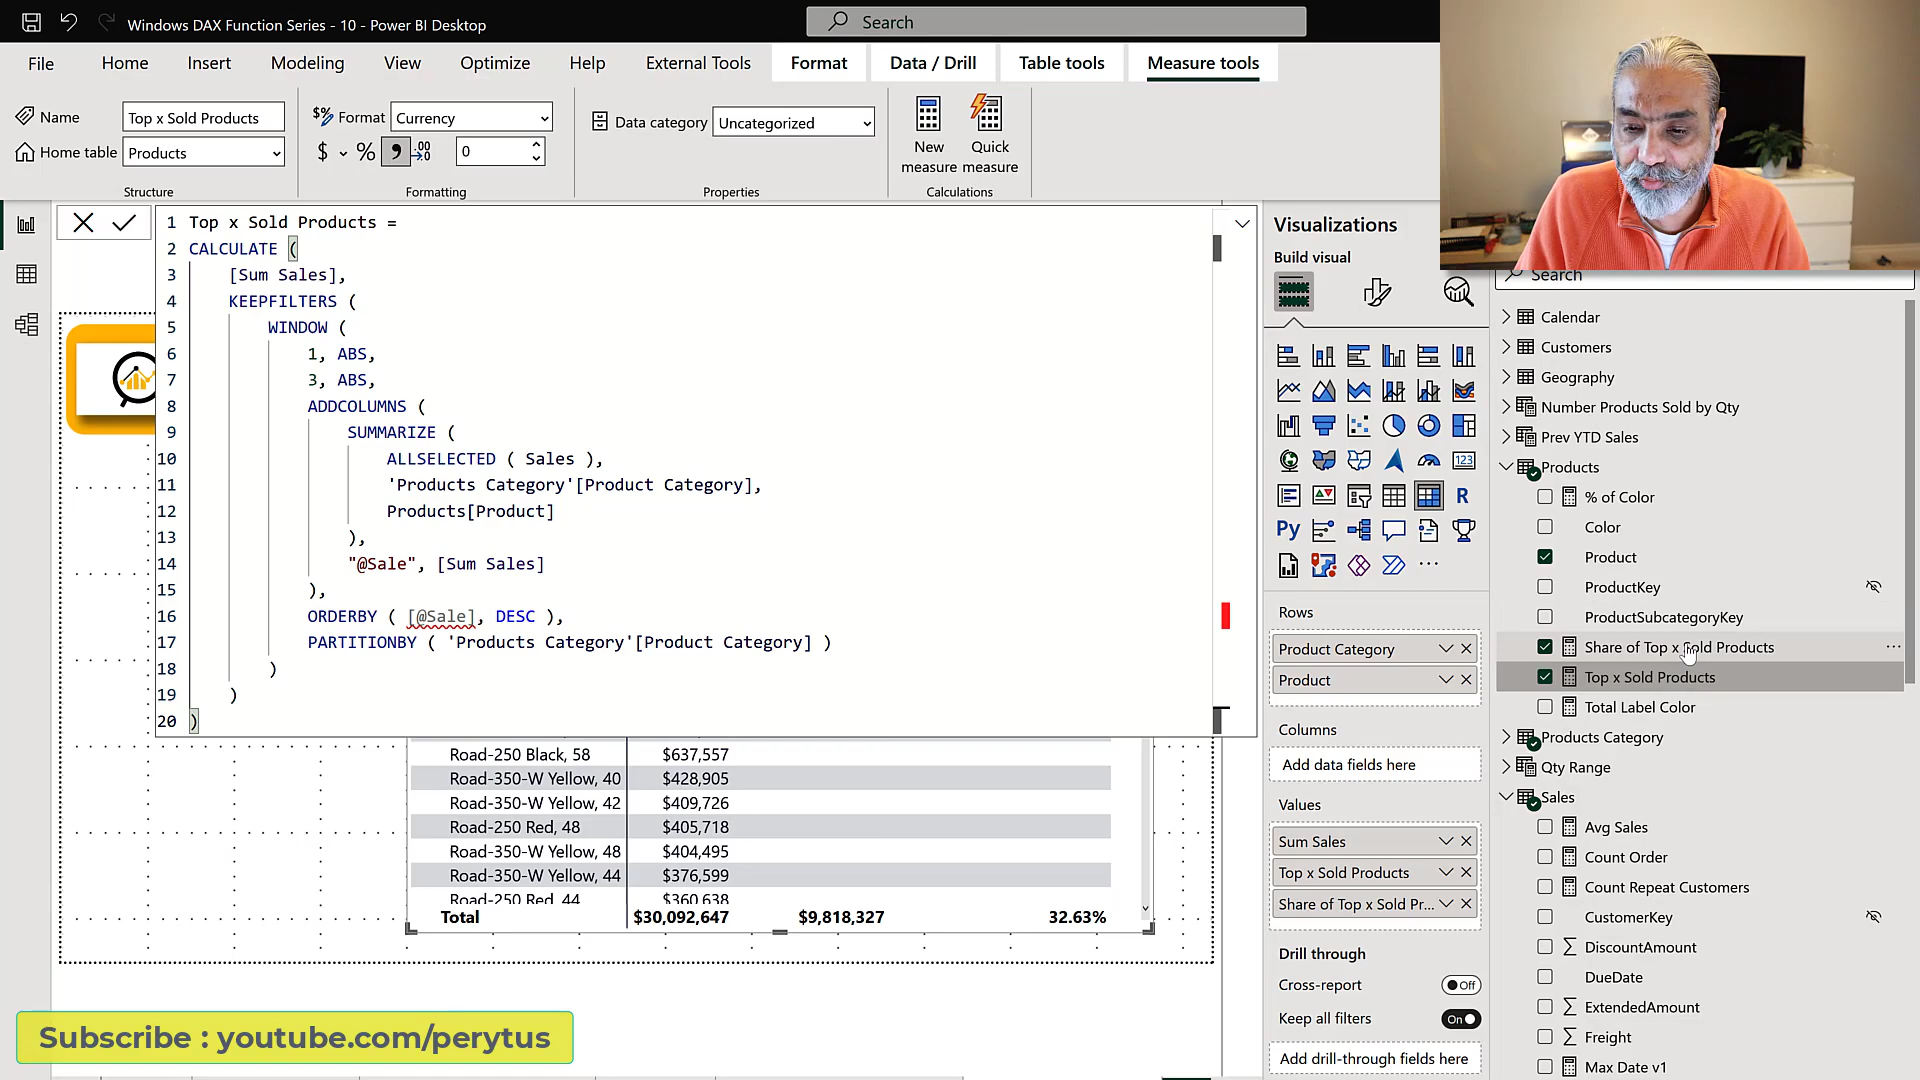 Windows DAX Function Series - 10 - Power BI Desktop
Search
File
Home
Insert
Modeling
View
Optimize
Help
External Tools
Format
Data / Drill
Table tools
Measure tools
Name
Top x Sold Products
Home table
Products
Structure
Format
Currency
$
%
,
.00
→0
0
Formatting
Data category
Uncategorized
Properties
New measure
Quick measure
Calculations
1 Top x Sold Products =
2 CALCULATE (
3 [Sum Sales],
4 KEEPFILTERS (
5 WINDOW (
6 1, ABS,
7 3, ABS,
8 ADDCOLUMNS (
9 SUMMARIZE (
10 ALLSELECTED ( Sales ),
11 'Products Category'[Product Category],
12 Products[Product]
13 ),
14 "@Sale", [Sum Sales]
15 ),
16 ORDERBY ( [@Sale], DESC ),
17 PARTITIONBY ( 'Products Category'[Product Category] )
18 )
19 )
20 )
Road-250 Black, 58 $637,557
Road-350-W Yellow, 40 $428,905
Road-350-W Yellow, 42 $409,726
Road-250 Red, 48 $405,718
Road-350-W Yellow, 48 $404,495
Road-350-W Yellow, 44 $376,599
Road-250 Red, 44 $360,638
Total $30,092,647 $9,818,327 32.63%
Subscribe : youtube.com/perytus
Visualizations
Build visual
123
R
Py
Rows
Product Category
Product
Columns
Add data fields here
Values
Sum Sales
Top x Sold Products
Share of Top x Sold Pr...
Drill through
Cross-report
Off
Keep all filters
On
Add drill-through fields here
Search
Calendar
Customers
Geography
Number Products Sold by Qty
Prev YTD Sales
Products
% of Color
Color
Product
ProductKey
ProductSubcategoryKey
Share of Top x Sold Products
Top x Sold Products
Total Label Color
Products Category
Qty Range
Sales
Avg Sales
Count Order
Count Repeat Customers
CustomerKey
DiscountAmount
DueDate
ExtendedAmount
Freight
Max Date v1